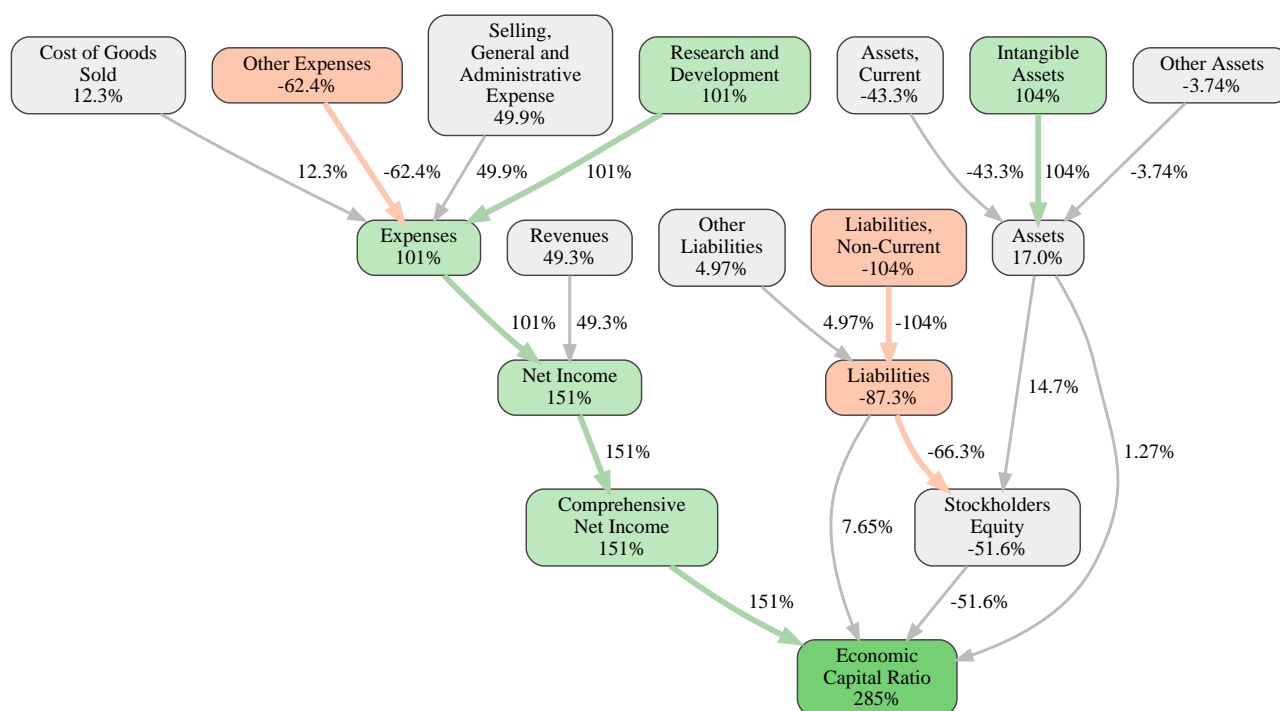 Cost of Goods
Sold
12.3%
Other Expenses
-62.4%
Selling,
General and
Administrative
Expense
49.9%
Research and
Development
101%
Assets,
Current
-43.3%
Intangible
Assets
104%
Other Assets
-3.74%
12.3%
-62.4%
49.9%
101%
-43.3%
104%
-3.74%
Expenses
101%
Revenues
49.3%
Other
Liabilities
4.97%
Liabilities,
Non-Current
-104%
Assets
17.0%
101%
49.3%
4.97%
-104%
Net Income
151%
Liabilities
-87.3%
14.7%
151%
-66.3%
1.27%
Comprehensive
Net Income
151%
7.65%
Stockholders
Equity
-51.6%
151%
-51.6%
Economic
Capital Ratio
285%